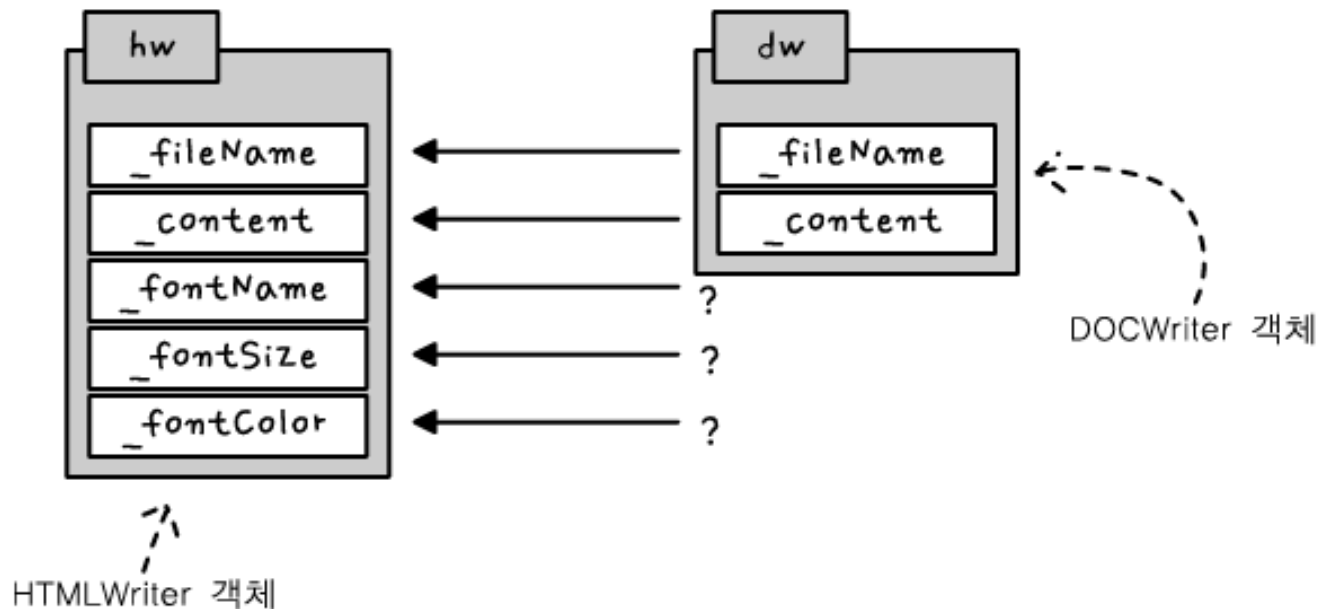 hw
dw
_fileName
_fileName
_content
_content
_fontName
?
_fontSize
?
_fontColor
?
DOCWriter 객체
HTMLWriter 객체